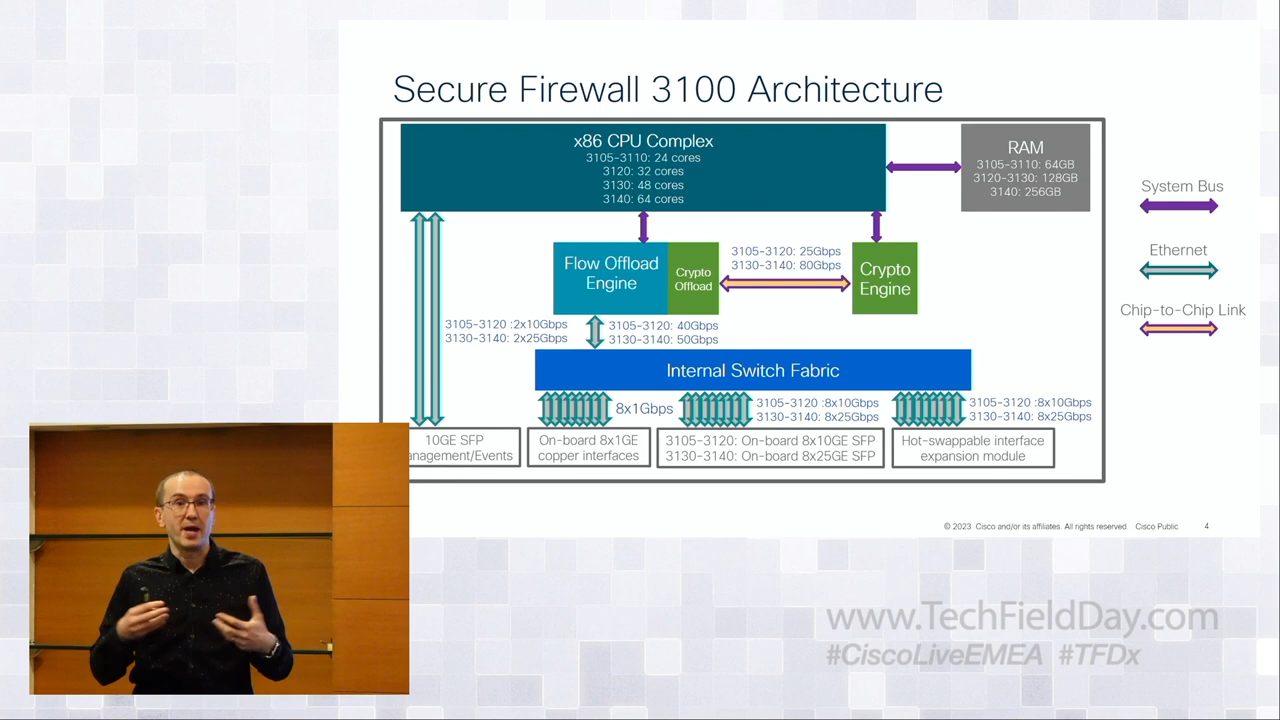 Secure Firewall 3100 Architecture
x86 CPU Complex
3105-3110: 24 cores
3120: 32 cores
3130: 48 cores
3140: 64 cores
RAM
3105-3110: 64GB
3120-3130: 128GB
3140: 256GB
System Bus
Ethernet
Chip-to-Chip Link
Flow Offload
Engine
Crypto
Offload
3105-3120: 25Gbps
3130-3140: 80Gbps
Crypto
Engine
3105-3120 :2x10Gbps
3130-3140: 2x25Gbps
3105-3120: 40Gbps
3130-3140: 50Gbps
Internal Switch Fabric
8x1Gbps
3105-3120 :8x10Gbps
3130-3140: 8x25Gbps
3105-3120 :8x10Gbps
3130-3140: 8x25Gbps
10GE SFP
anagement/Events
On-board 8x1GE
copper interfaces
3105-3120: On-board 8x10GE SFP
3130-3140: On-board 8x25GE SFP
Hot-swappable interface
expansion module
© 2023 Cisco and/or its affiliates. All rights reserved. Cisco Public 4
www.TechFieldDay.com
#CiscoLiveEMEA #TFDx